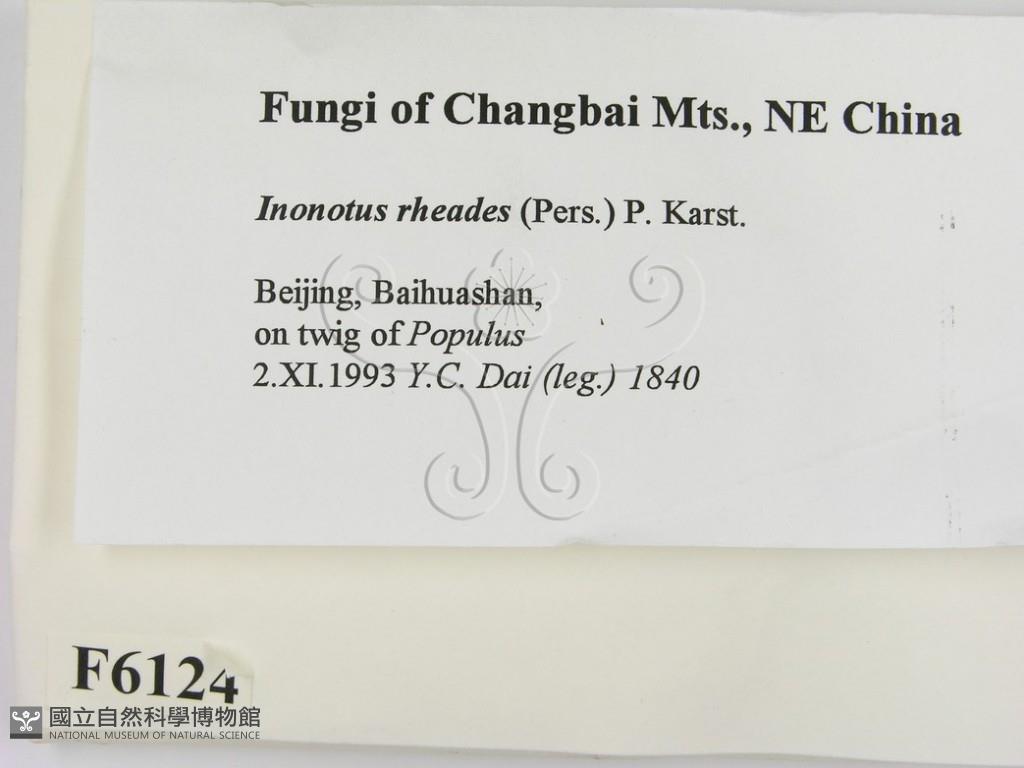 Fungi of Changbai Mts., NE China
Inonotus rheades (Pers.) P. Karst.
Beijing, Baihuashan,
on twig of Populus
2.XI.1993 Y.C. Dai (leg.) 1840
F6124
國立自然科學博物館
NATIONAL MUSEUM OF NATURAL SCIENCE